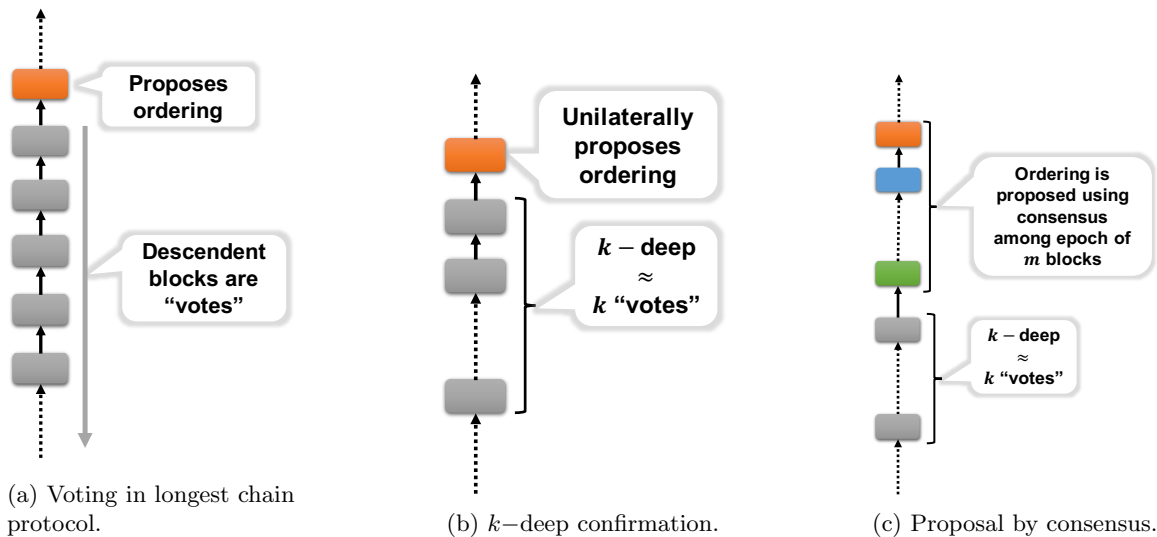 Proposes
ordering
Descendent
blocks are
“votes”
(a) Voting in longest chain
protocol.
Unilaterally
proposes
ordering
k − deep
≈
k “votes”
(b) k−deep confirmation.
Ordering is
proposed using
consensus
among epoch of
m blocks
k − deep
≈
k “votes”
(c) Proposal by consensus.